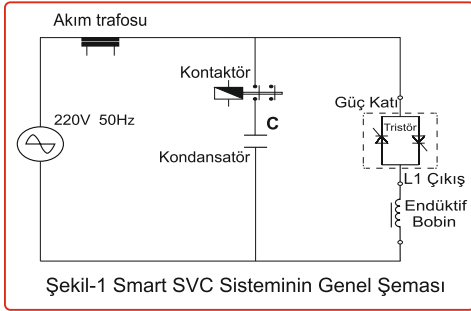 Akım trafosu
Kontaktör
Güç Katı
220V 50Hz
C
Tristör
Kondansatör
L1 Çıkış
Endüktif
Bobin
Şekil-1 Smart SVC Sisteminin Genel Şeması